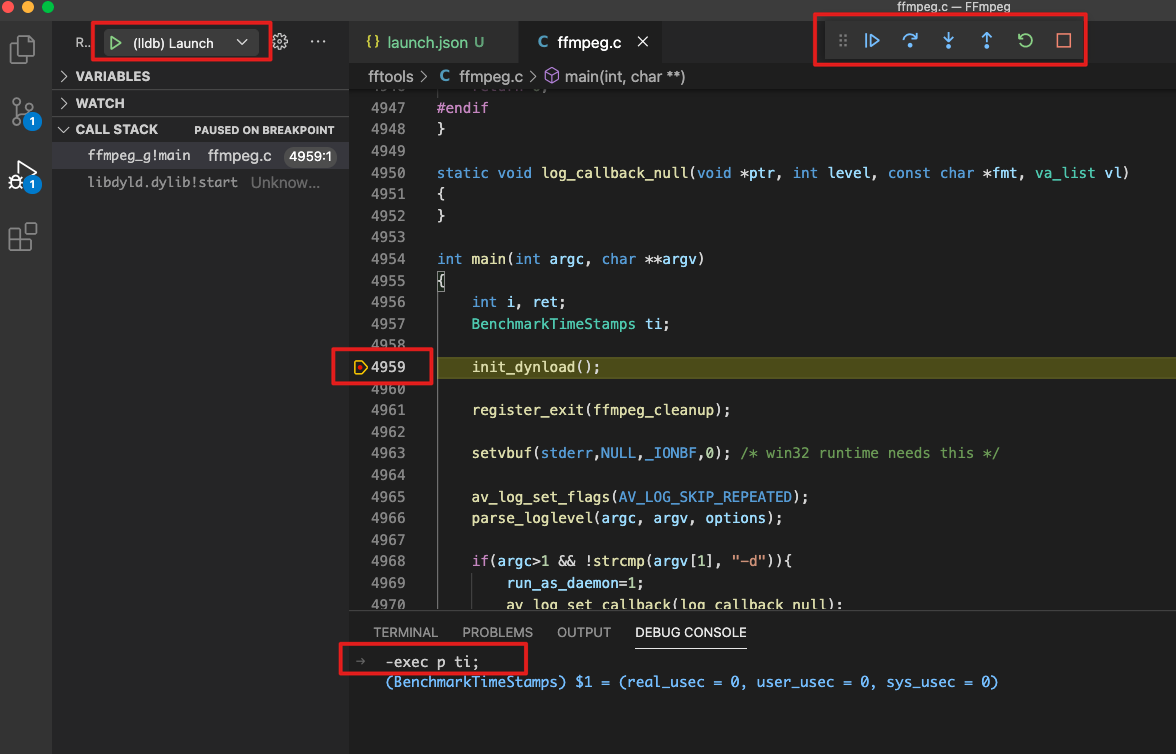 ffmpeg.c — FFmpeg
R..
(lldb) Launch
...
{} launch.json U
C ffmpeg.c
fftools > C ffmpeg.c > main(int, char **)
VARIABLES
WATCH
CALL STACK PAUSED ON BREAKPOINT
ffmpeg_g!main ffmpeg.c 4959:1
libdyld.dylib!start Unknow...
1
1
4947 #endif
4948 }
4949
4950 static void log_callback_null(void *ptr, int level, const char *fmt, va_list vl)
4951 {
4952 }
4953
4954 int main(int argc, char **argv)
4955 {
4956 int i, ret;
4957 BenchmarkTimeStamps ti;
4958
4959 init_dynload();
4960
4961 register_exit(ffmpeg_cleanup);
4962
4963 setvbuf(stderr,NULL,_IONBF,0); /* win32 runtime needs this */
4964
4965 av_log_set_flags(AV_LOG_SKIP_REPEATED);
4966 parse_loglevel(argc, argv, options);
4967
4968 if(argc>1 && !strcmp(argv[1], "-d")){
4969 run_as_daemon=1;
4970 av_log_set_callback(log_callback_null);
TERMINAL PROBLEMS OUTPUT DEBUG CONSOLE
→ -exec p ti;
(BenchmarkTimeStamps) $1 = (real_usec = 0, user_usec = 0, sys_usec = 0)